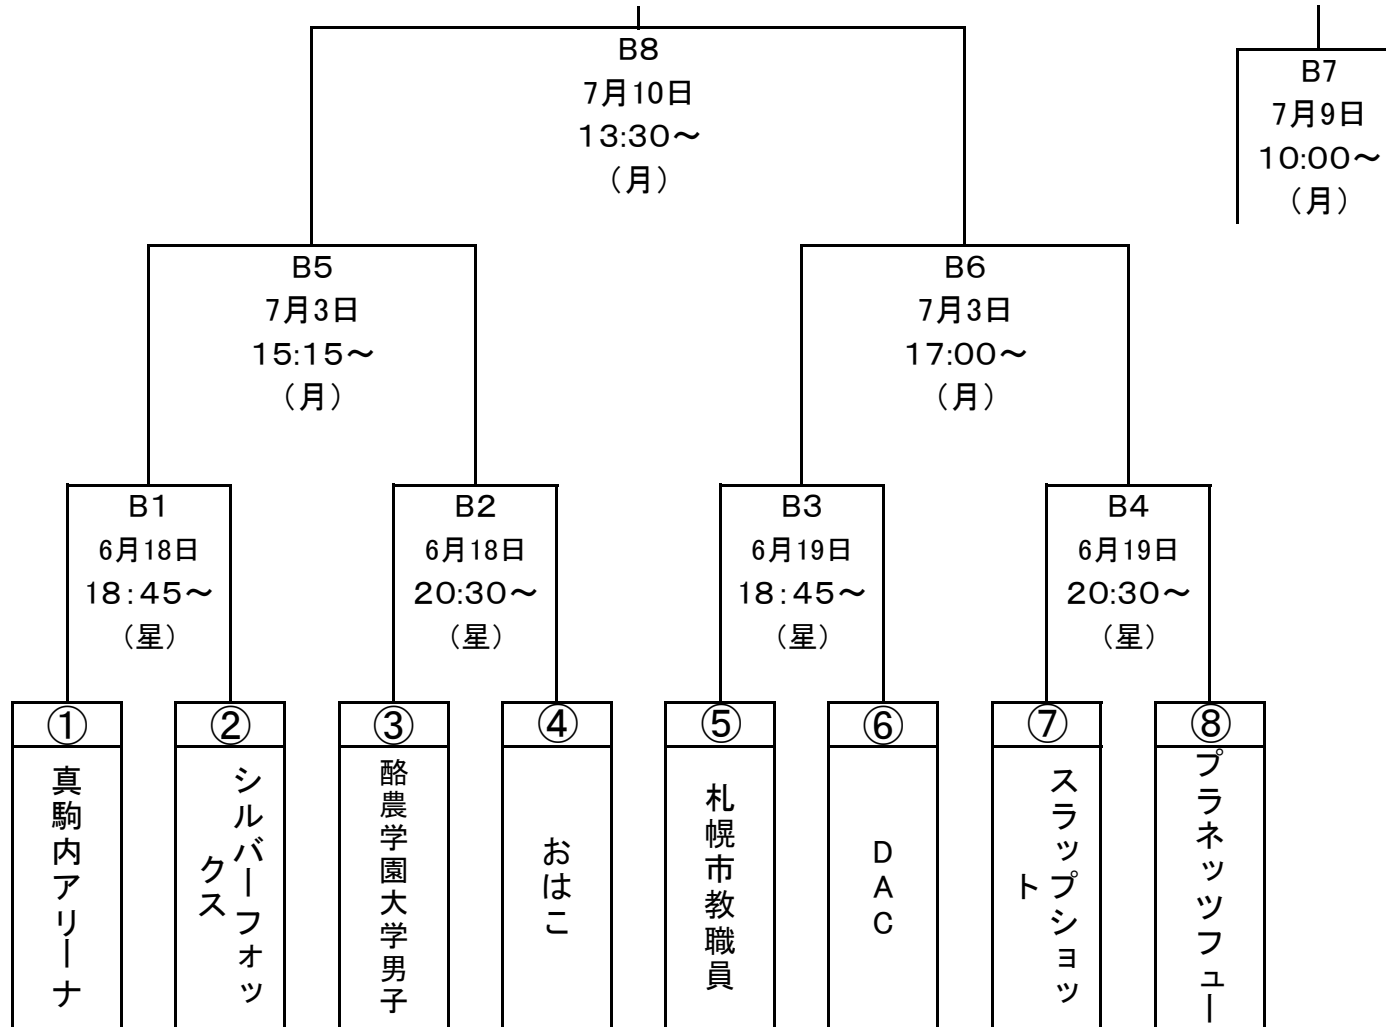 B8
7月10日
13:30～
（月）
B7
7月9日
10:00～
（月）
B5
7月3日
15:15～
（月）
B6
7月3日
17:00～
（月）
B1
6月18日
18:45～
（星）
B2
6月18日
20:30～
（星）
B3
6月19日
18:45～
（星）
B4
6月19日
20:30～
（星）
①
真駒内アリーナ
②
シルバーフォッ
クス
③
酪農学園大学男子
④
おはこ
⑤
札幌市教職員
⑥
DAC
⑦
スラップショッ
ト
⑧
プラネッツフュー